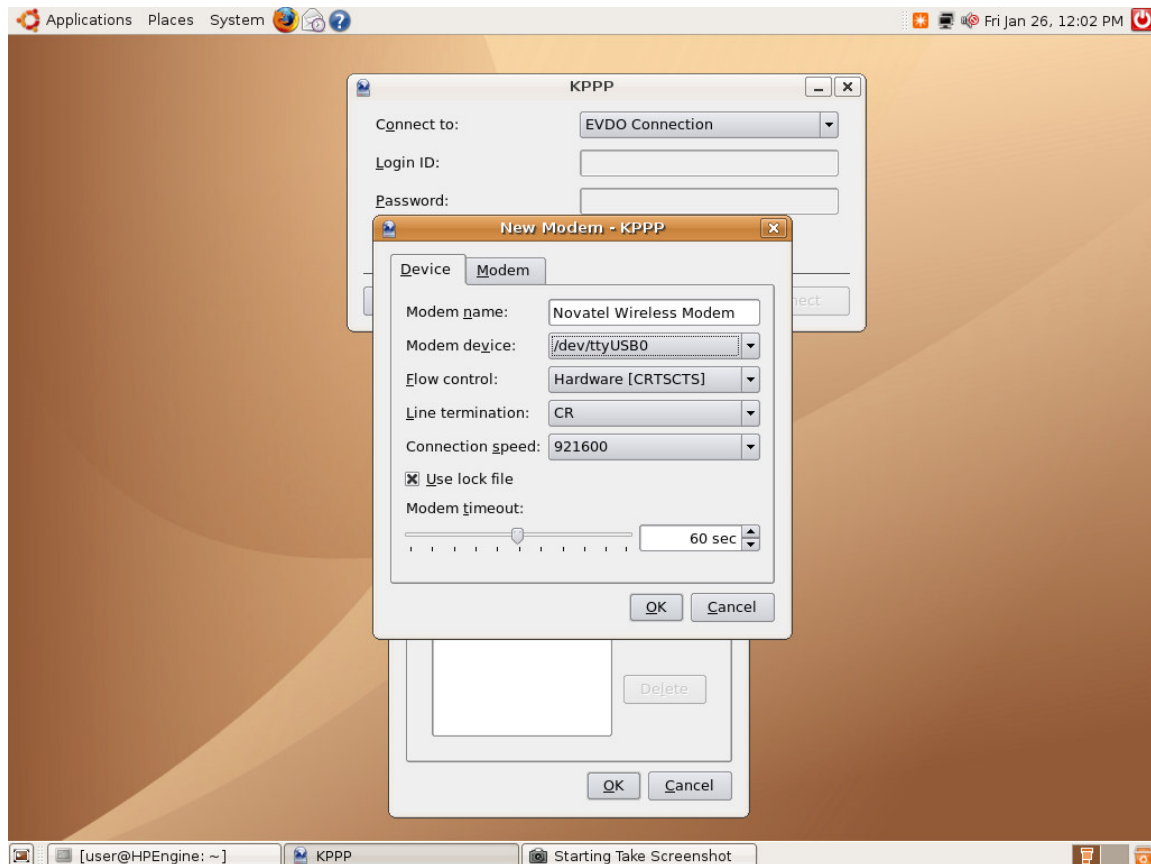 Applications Places System
Fri Jan 26, 12:02 PM
KPPP
Connect to: EVDO Connection
Login ID:
Password:
New Modem - KPPP
Device Modem
Modem name: Novatel Wireless Modem
Modem device: /dev/ttyUSB0
Flow control: Hardware [CRTSCTS]
Line termination: CR
Connection speed: 921600
Use lock file
Modem timeout:
60 sec
OK Cancel
Delete
OK Cancel
[user@HPEngine: ~] KPPP Starting Take Screenshot